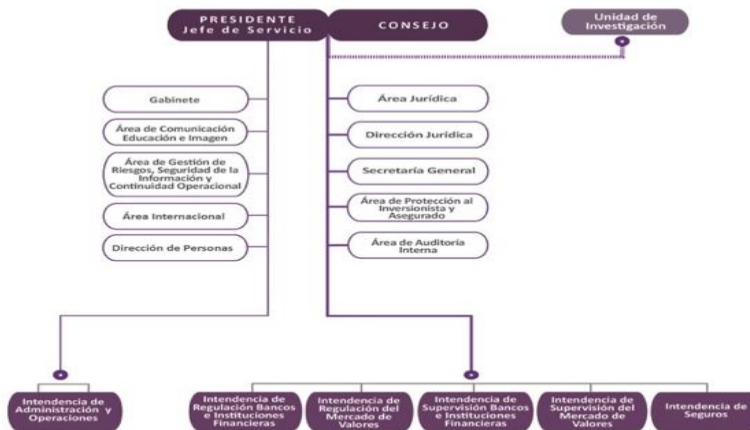 PRESIDENTE
Jefe de Servicio
CONSEJO
Unidad de
Investigación
Gabinete
Área de Comunicación
Educación e Imagen
Área de Gestión de
Riesgos, Seguridad de la
Información y
Continuidad Operacional
Área Internacional
Dirección de Personas
Área Jurídica
Dirección Jurídica
Secretaría General
Área de Protección al
Inversionista y
Asegurado
Área de Auditoría
Interna
Intendencia de
Administración y
Operaciones
Intendencia de
Regulación Bancos
e Instituciones
Financieras
Intendencia de
Regulación del
Mercado de
Valores
Intendencia de
Supervisión Bancos
e Instituciones
Financieras
Intendencia de
Supervisión del
Mercado de
Valores
Intendencia de
Seguros